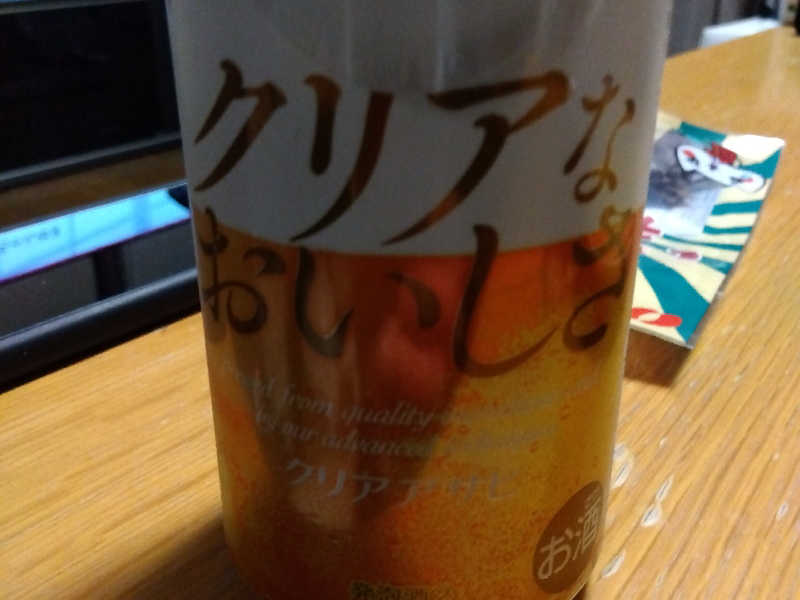 クリアな
おいしさ
from quality
by our advanced
クリアアサヒ
お酒